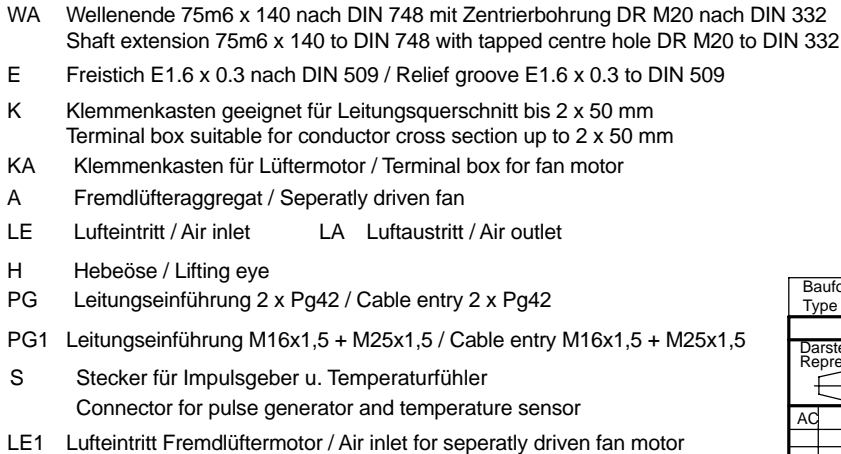 WA Wellenende 75m6 x 140 nach DIN 748 mit Zentrierbohrung DR M20 nach DIN 332
Shaft extension 75m6 x 140 to DIN 748 with tapped centre hole DR M20 to DIN 332
E Freistich E1.6 x 0.3 nach DIN 509 / Relief groove E1.6 x 0.3 to DIN 509
K Klemmenkasten geeignet für Leitungsquerschnitt bis 2 x 50 mm
Terminal box suitable for conductor cross section up to 2 x 50 mm
KA Klemmenkasten für Lüftermotor / Terminal box for fan motor
A Fremdlüfteraggregat / Seperatly driven fan
LE Lufteintritt / Air inlet LA Luftaustritt / Air outlet
H Hebeöse / Lifting eye
PG Leitungseinführung 2 x Pg42 / Cable entry 2 x Pg42
PG1 Leitungseinführung M16x1,5 + M25x1,5 / Cable entry M16x1,5 + M25x1,5
S Stecker für Impulsgeber u. Temperaturfühler
Connector for pulse generator and temperature sensor
LE1 Lufteintritt Fremdlüftermotor / Air inlet for seperatly driven fan motor
Type
AC